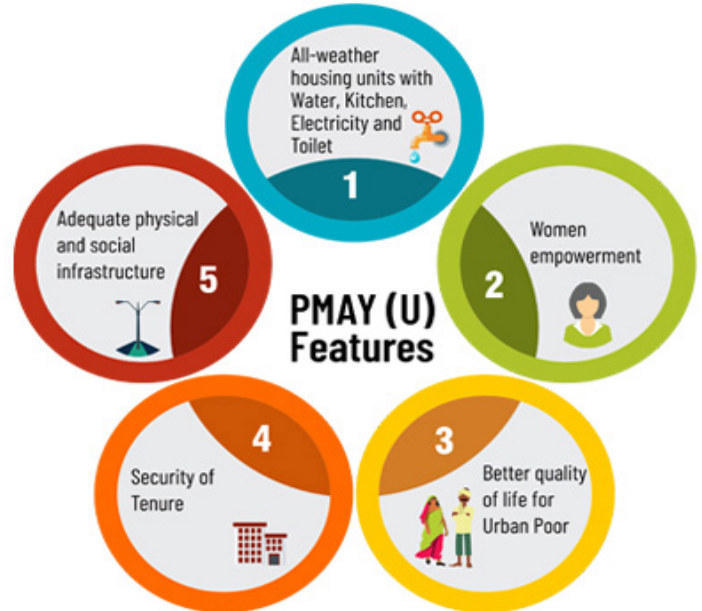 All-weather
housing units with
Water, Kitchen,
Electricity and
Toilet
1
Women
empowerment
2
3
Better quality
of life for
Urban Poor
4
Security of
Tenure
Adequate physical
and social
infrastructure
5
PMAY (U)
Features